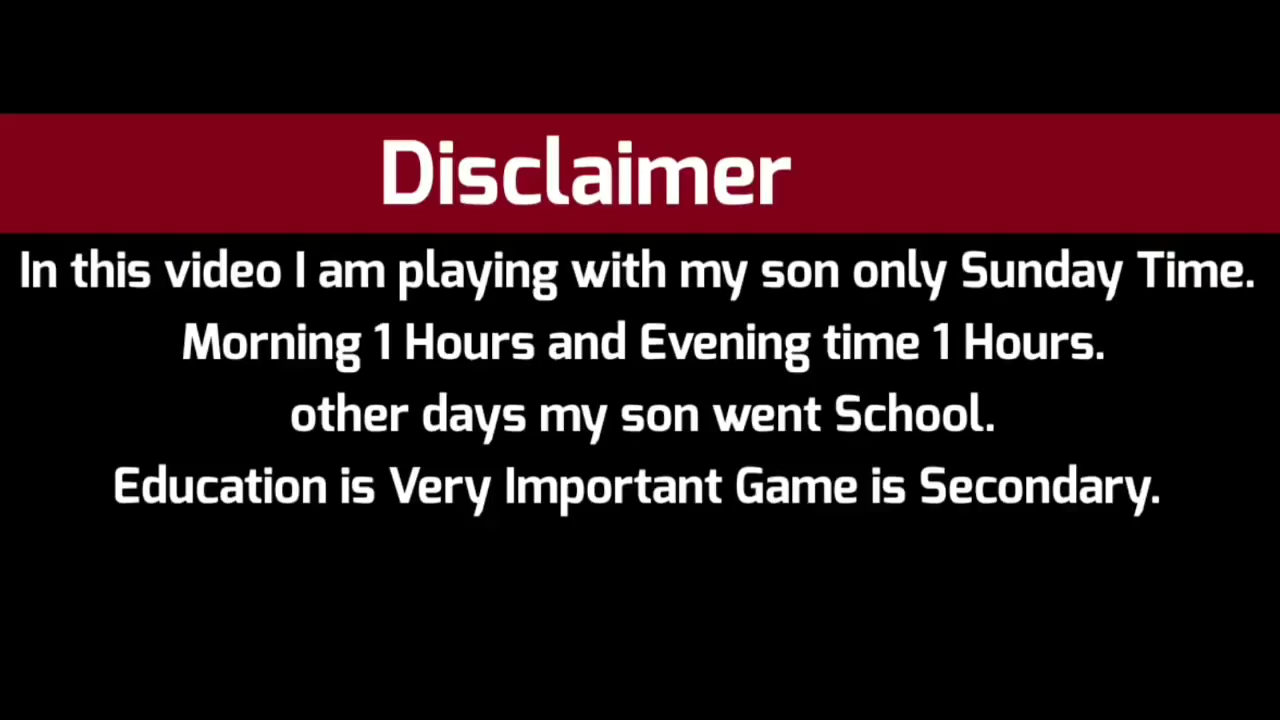 Disclaimer
In this video I am playing with my son only Sunday Time.
Morning 1 Hours and Evening time 1 Hours.
other days my son went School.
Education is Very Important Game is Secondary.